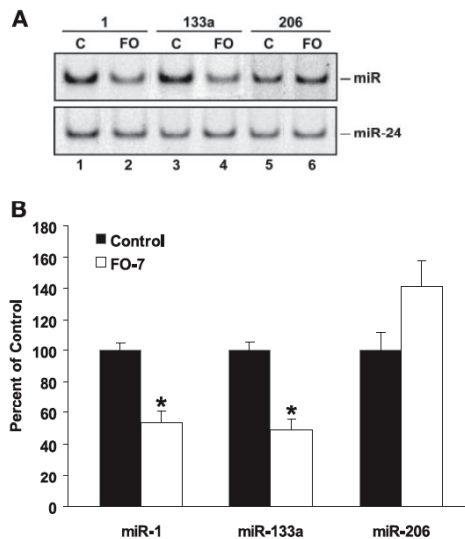 A
1 133a 206
C FO C FO C FO
miR
miR-24
1 2 3 4 5 6
B
180
160
140
120
100
80
60
40
20
0
Percent of Control
Control
FO-7
* *
miR-1 miR-133a miR-206